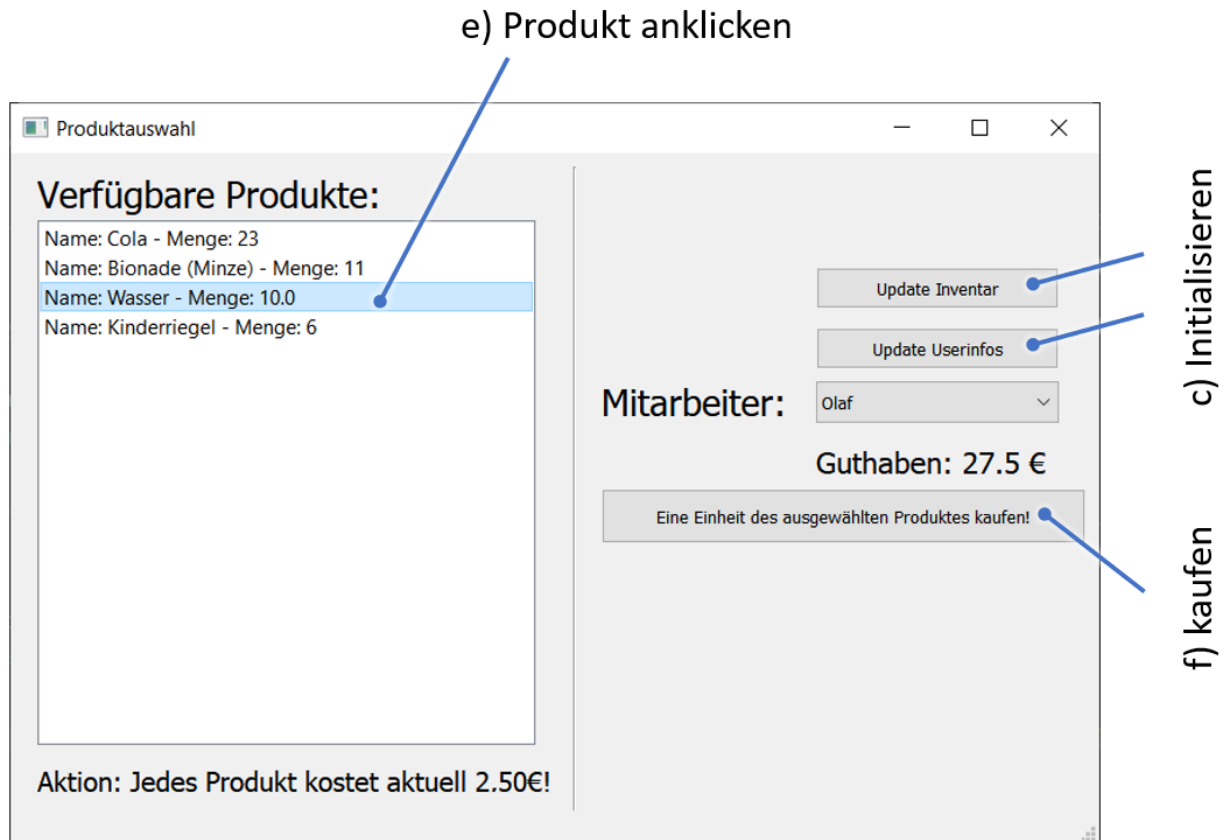 e) Produkt anklicken
Produktauswahl
Verfügbare Produkte:
Name: Cola - Menge: 23
Name: Bionade (Minze) - Menge: 11
Name: Wasser - Menge: 10.0
Name: Kinderriegel - Menge: 6
Aktion: Jedes Produkt kostet aktuell 2.50€!
Update Inventar
Update Userinfos
Mitarbeiter:
Olaf
Guthaben: 27.5 €
Eine Einheit des ausgewählten Produktes kaufen!
c) Initialisieren
f) kaufen